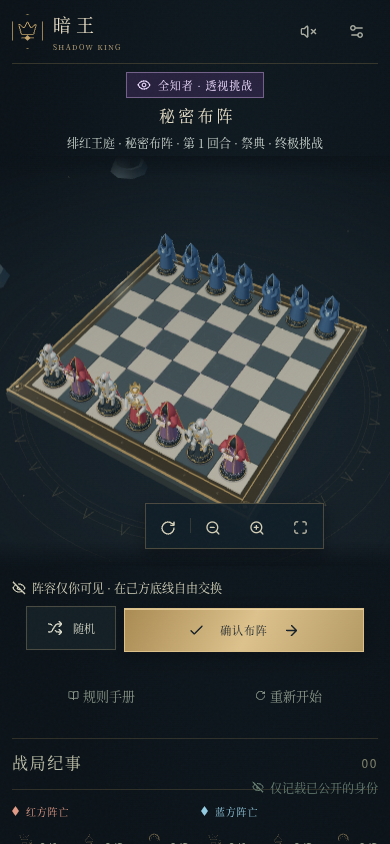 暗王
SHADOW KING
全知者 · 透视挑战
秘密布阵
绯红王庭 · 秘密布阵 · 第 1 回合 · 祭典 · 终极挑战
阵容仅你可见 · 在己方底线自由交换
随机
确认布阵
规则手册
重新开始
战局纪事
00
仅记载已公开的身份
红方阵亡
蓝方阵亡